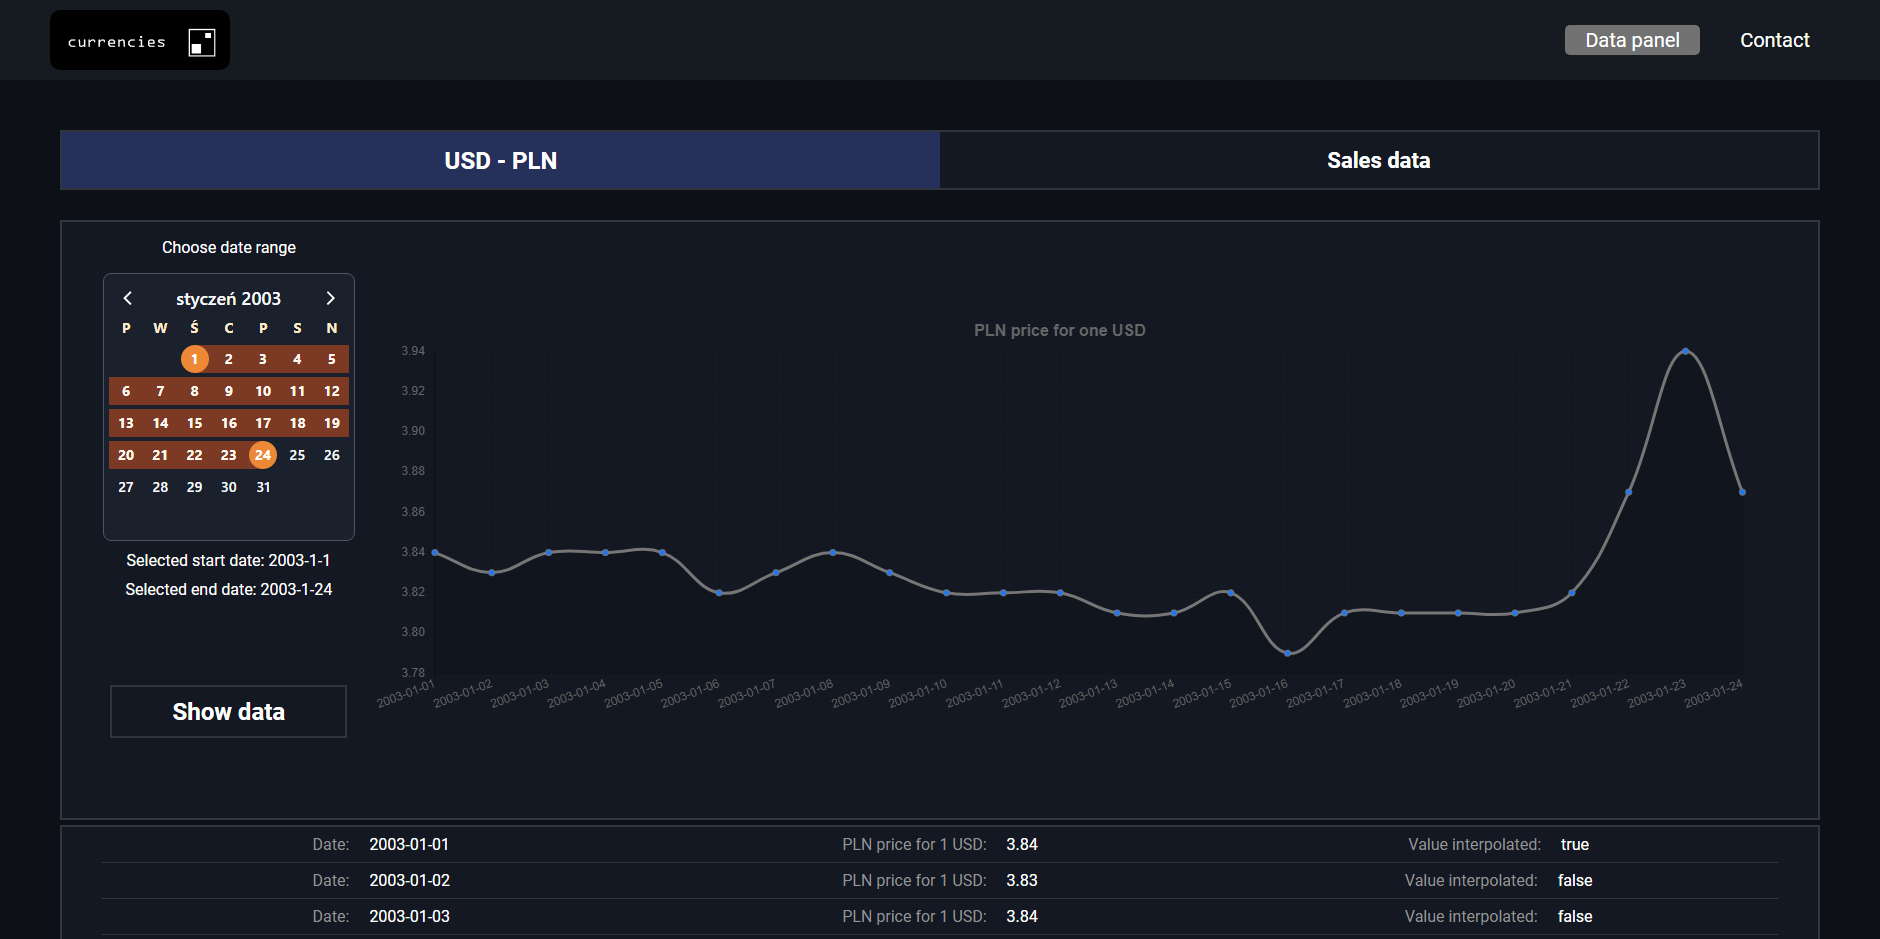 currencies
Data panel Contact
USD - PLN Sales data
Choose date range
styczeń 2003
P W Ś C P S N
1 2 3 4 5
6 7 8 9 10 11 12
13 14 15 16 17 18 19
20 21 22 23 24 25 26
27 28 29 30 31
Selected start date: 2003-1-1
Selected end date: 2003-1-24
Show data
PLN price for one USD
3.94
3.92
3.90
3.88
3.86
3.84
3.82
3.80
3.78
2003-01-01 2003-01-02 2003-01-03 2003-01-04 2003-01-05 2003-01-06 2003-01-07 2003-01-08 2003-01-09 2003-01-10 2003-01-11 2003-01-12 2003-01-13 2003-01-14 2003-01-15 2003-01-16 2003-01-17 2003-01-18 2003-01-19 2003-01-20 2003-01-21 2003-01-22 2003-01-23 2003-01-24
Date: 2003-01-01 PLN price for 1 USD: 3.84 Value interpolated: true
Date: 2003-01-02 PLN price for 1 USD: 3.83 Value interpolated: false
Date: 2003-01-03 PLN price for 1 USD: 3.84 Value interpolated: false